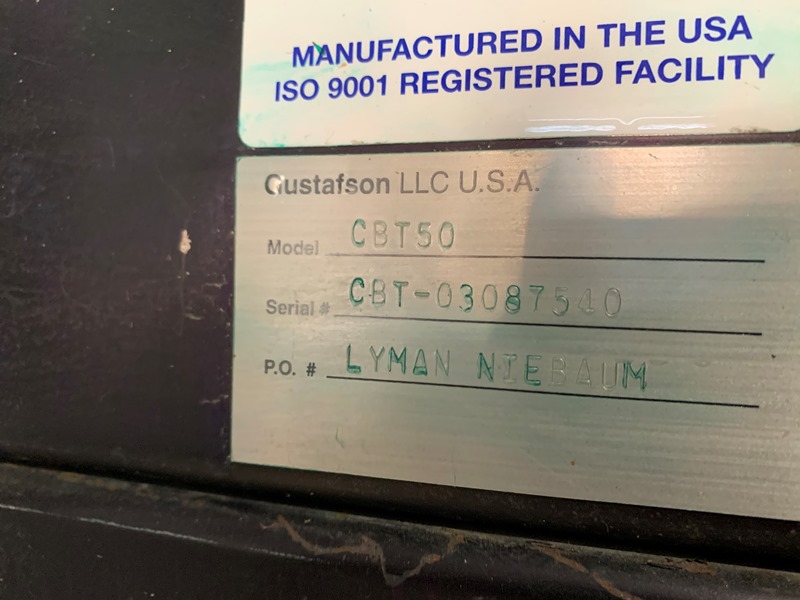 MANUFACTURED IN THE USA
ISO 9001 REGISTERED FACILITY
Gustafson LLC U.S.A.
Model CBT50
Serial # CBT-03087540
P.O. # LYMAN NIEBAUM